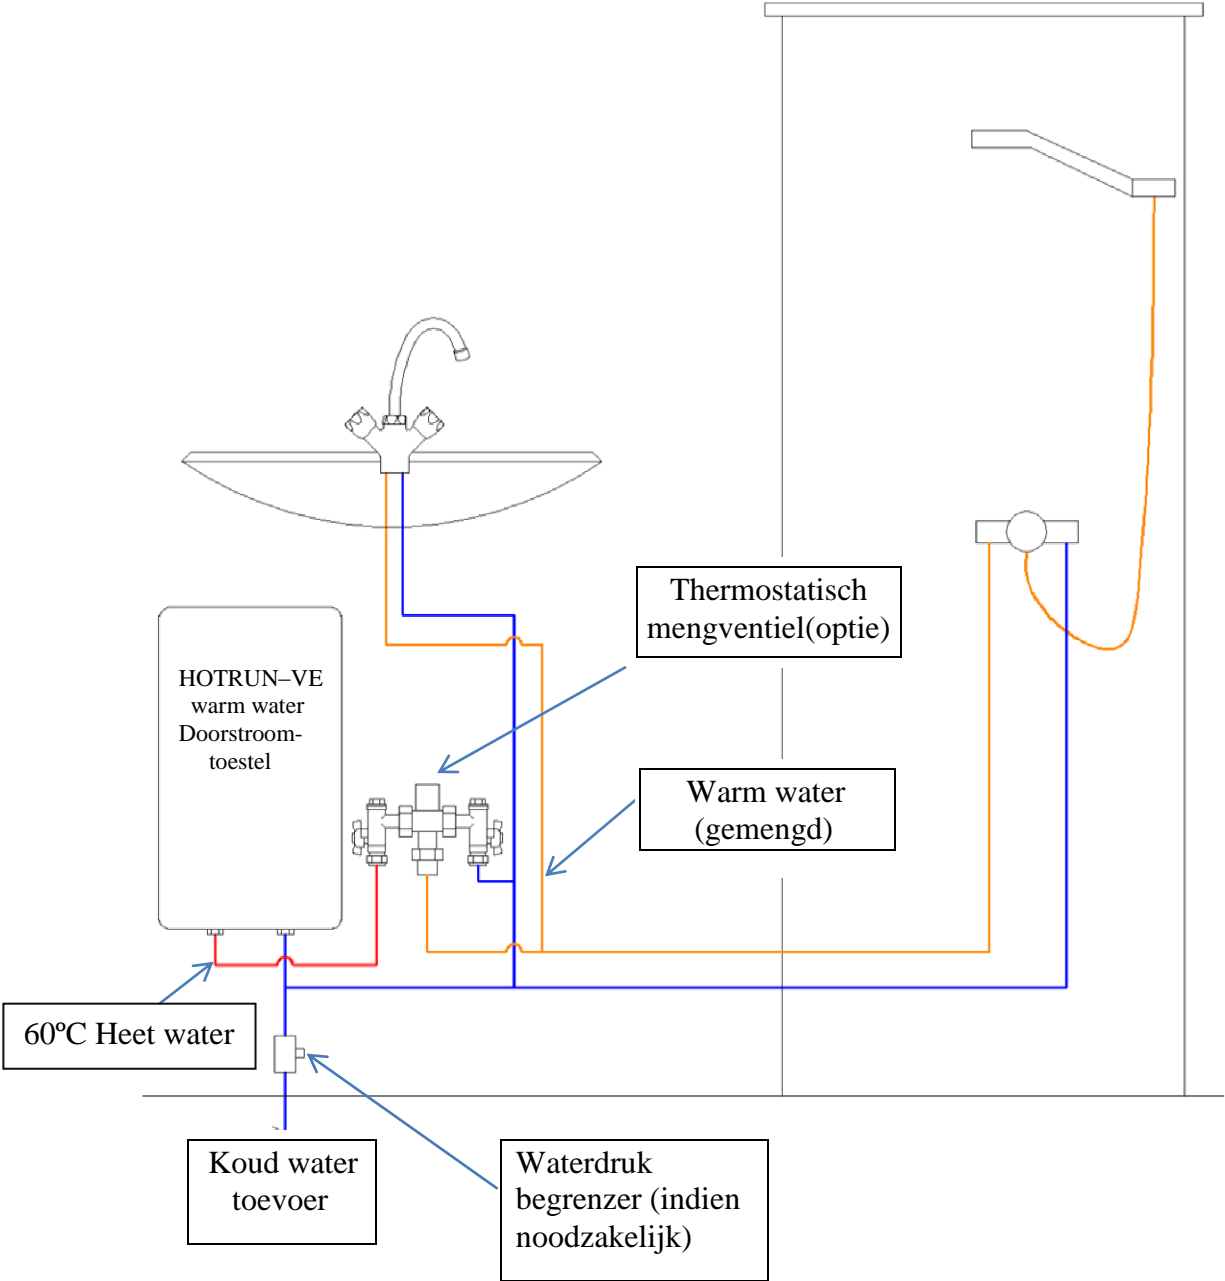 Thermostatisch
mengventiel(optie)
HOTRUN–VE
warm water
Doorstroom-
toestel
Warm water
(gemengd)
60ºC Heet water
Koud water
toevoer
Waterdruk
begrenzer (indien
noodzakelijk)